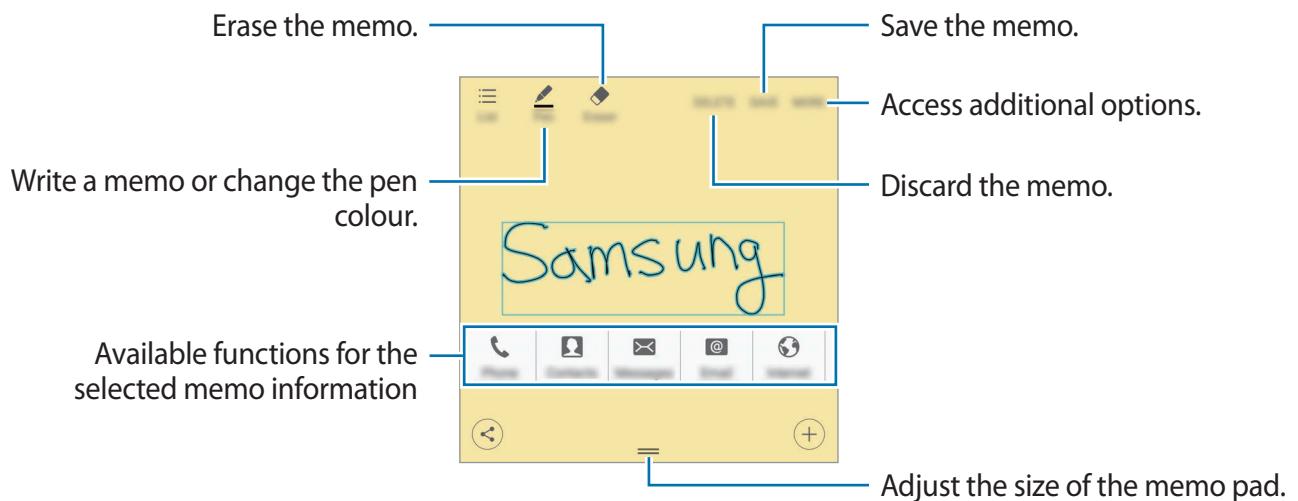 Erase the memo.
Save the memo.
Access additional options.
Write a memo or change the pen
colour.
Discard the memo.
Samsung
Available functions for the
selected memo information
Adjust the size of the memo pad.